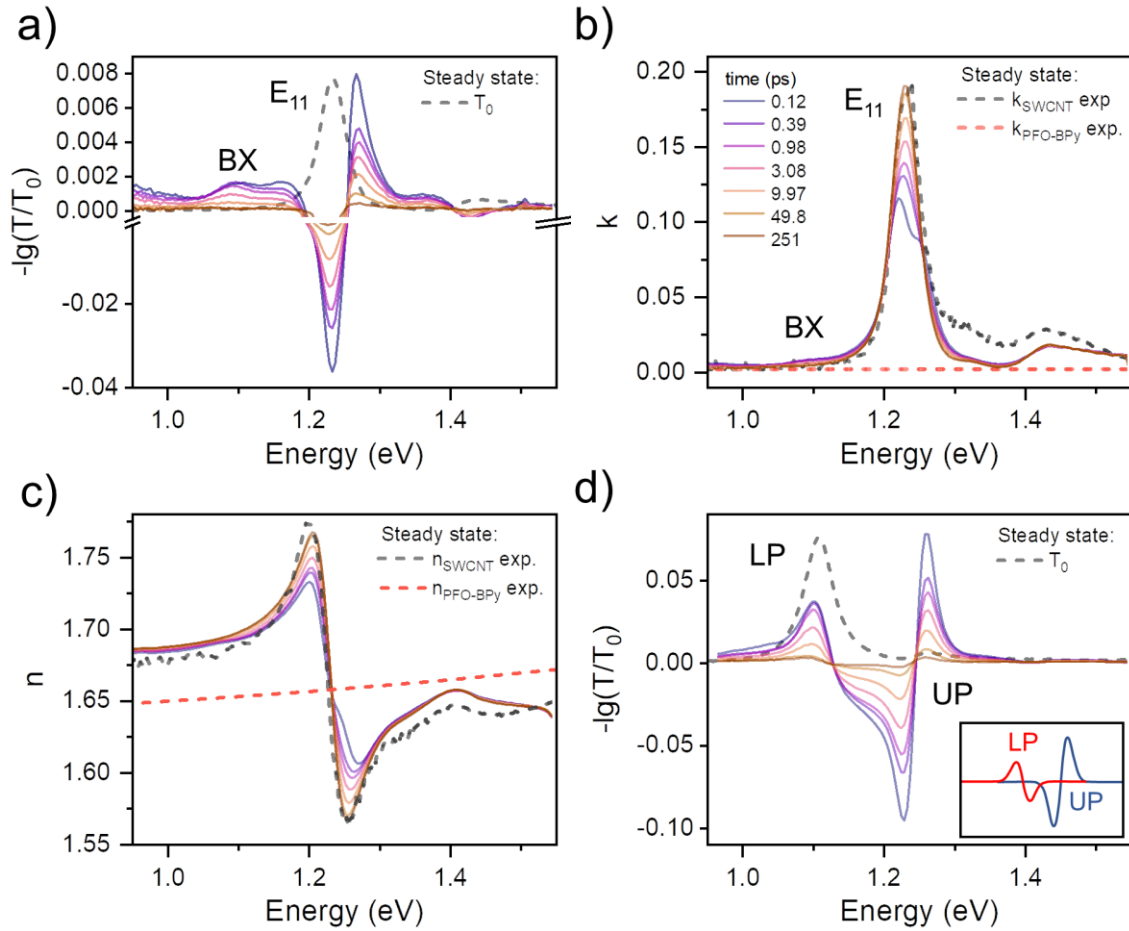 a)
-lg(T/T0)
0.008
0.006
0.004
0.002
0.000
-0.02
-0.04
E11
BX
Steady state:
T0
1.0
1.2
1.4
Energy (eV)
b)
k
0.20
0.15
0.10
0.05
0.00
time (ps)
0.12
0.39
0.98
3.08
9.97
49.8
251
E11
BX
Steady state:
kSWCNT exp
kPFO-BPy exp.
1.0
1.2
1.4
Energy (eV)
c)
n
1.75
1.70
1.65
1.60
1.55
Steady state:
nSWCNT exp.
nPFO-BPy exp.
1.0
1.2
1.4
Energy (eV)
d)
-lg(T/T0)
0.05
0.00
-0.05
-0.10
LP
Steady state:
T0
UP
LP
UP
1.0
1.2
1.4
Energy (eV)